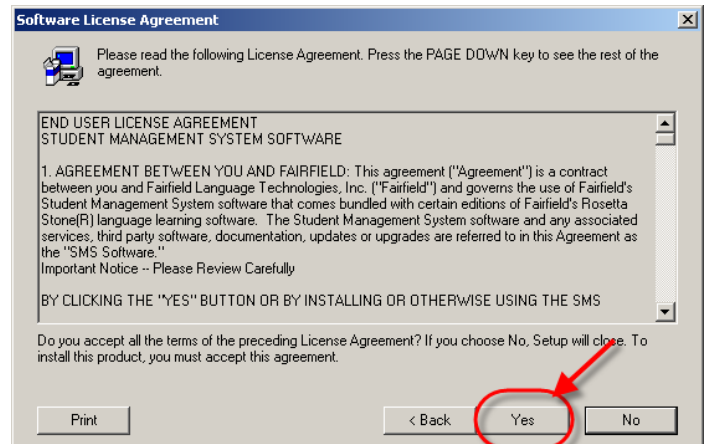 Software License Agreement
Please read the following License Agreement. Press the PAGE DOWN key to see the rest of the
agreement.
END USER LICENSE AGREEMENT
STUDENT MANAGEMENT SYSTEM SOFTWARE
1. AGREEMENT BETWEEN YOU AND FAIRFIELD: This agreement ("Agreement") is a contract
between you and Fairfield Language Technologies, Inc. ("Fairfield") and governs the use of Fairfield's
Student Management System software that comes bundled with certain editions of Fairfield's Rosetta
Stone(R) language learning software. The Student Management System software and any associated
services, third party software, documentation, updates or upgrades are referred to in this Agreement as
the "SMS Software."
Important Notice -- Please Review Carefully
BY CLICKING THE "YES" BUTTON OR BY INSTALLING OR OTHERWISE USING THE SMS
Do you accept all the terms of the preceding License Agreement? If you choose No, Setup will close. To
install this product, you must accept this agreement.
Print
< Back
Yes
No